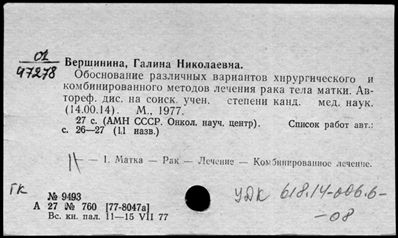 01
47278
Вершинина, Галина Николаевна.
Обоснование различных вариантов хирургического и
комбинированного методов лечения рака тела матки. Ав-
тореф. дис. на соиск. учен. степени канд. мед. наук.
(14.00.14). М., 1977.
27 с. (АМН СССР. Онкол. науч. центр). Список работ авт.:
с. 26—27 (11 назв.)
— 1. Матка — Рак — Лечение — Комбинированное лечение.
ГК
№ 9493
А 27 № 760 [77-8047а]
Вс. кн. пал. 11—15 VII 77
УДК 618.14-006.6-
-08